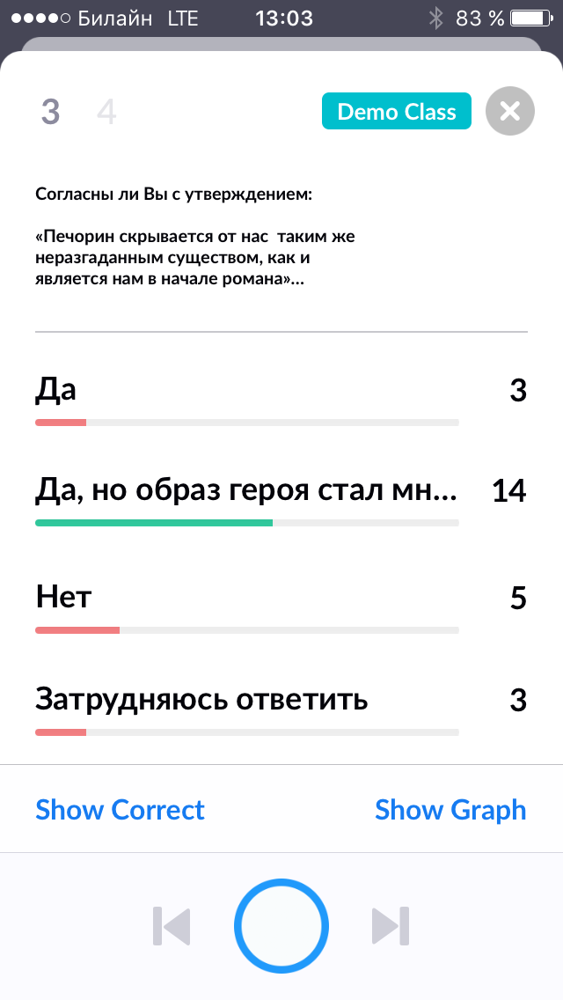 Билайн LTE 13:03 83 %
3 4 Demo Class
Согласны ли Вы с утверждением:
«Печорин скрывается от нас таким же
неразгаданным существом, как и
является нам в начале романа»...
Да 3
Да, но образ героя стал мн... 14
Нет 5
Затрудняюсь ответить 3
Show Correct Show Graph